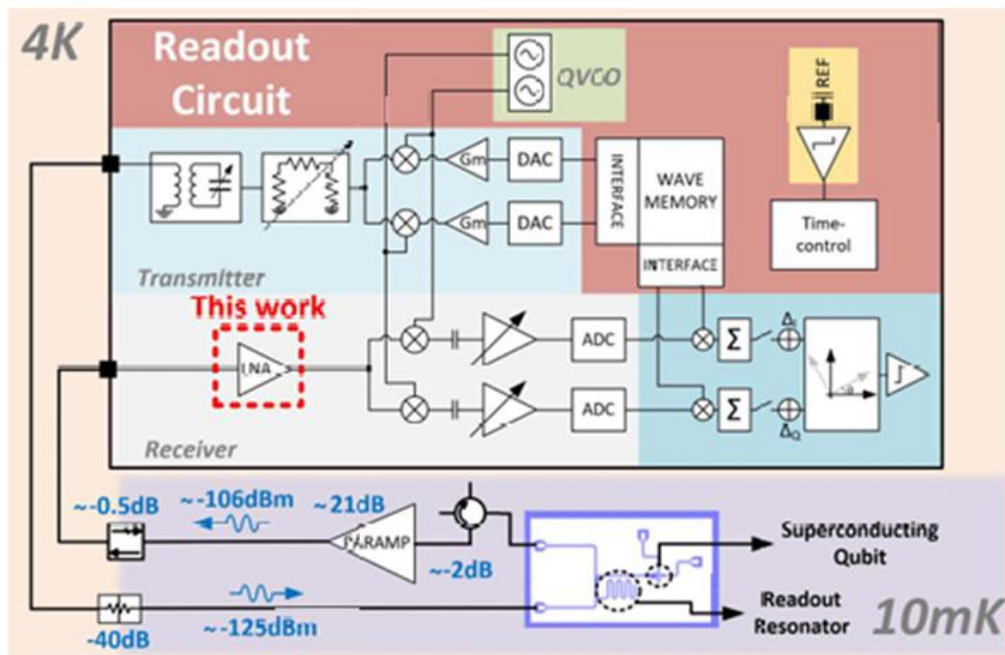 4K
Readout
Circuit
QVCO
REF
Gm
DAC
INTERFACE
WAVE
MEMORY
Gm
DAC
INTERFACE
Time-
control
Transmitter
This work
LNA
ADC
Σ
Δ
ADC
Σ
ΔQ
Receiver
~-0.5dB
~-106dBm
~21dB
PARAMP
~-2dB
Superconducting
Qubit
-40dB
~-125dBm
Readout
Resonator
10mK